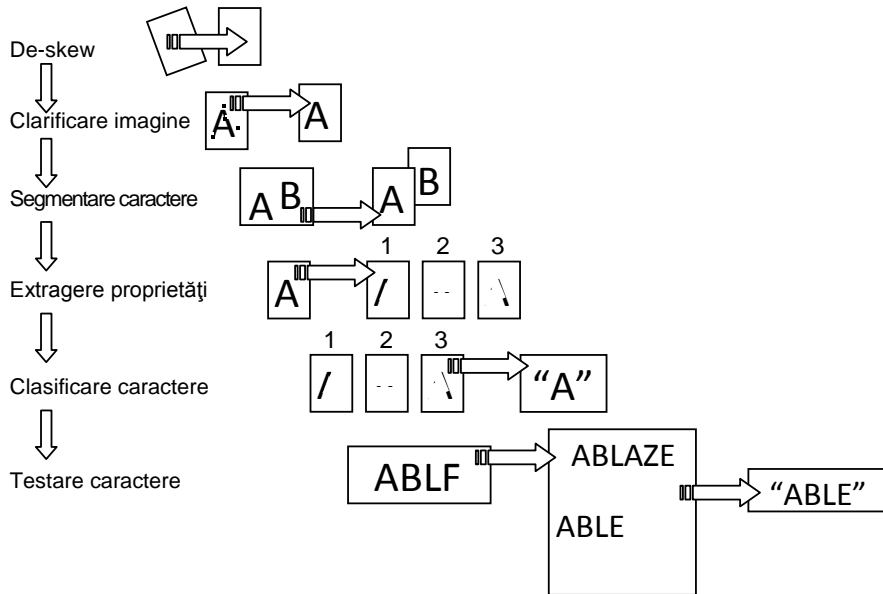 De-skew
A A
Clarificare imagine
A B A B
Segmentare caractere
1 2 3
A / - - \
Extragere proprietăţi
1 2 3
/ - - \ “A”
Clasificare caractere
ABLF ABLAZE
Testare caractere
ABLE “ABLE”